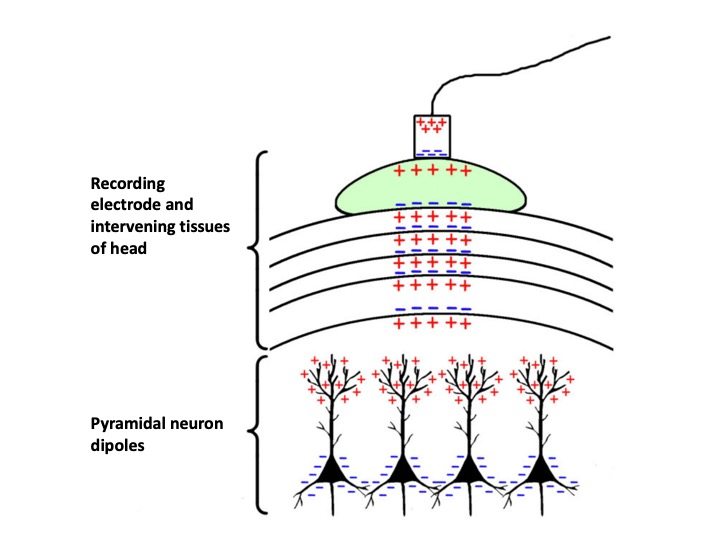 Recording
electrode and
intervening tissues
of head
Pyramidal neuron
dipoles